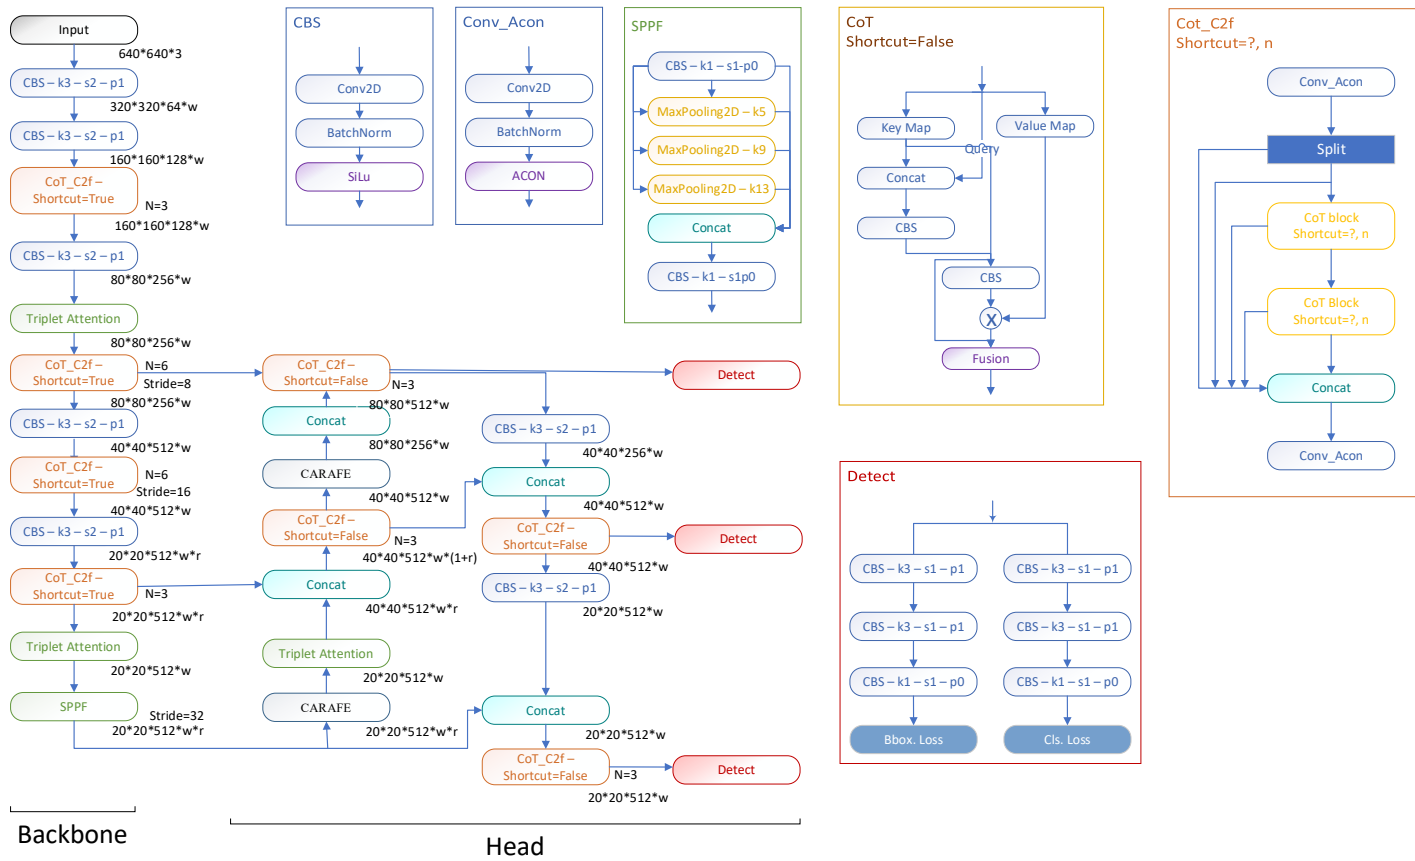 Input
640*640*3
CBS – k3 – s2 – p1
320*320*64*w
CBS – k3 – s2 – p1
160*160*128*w
CoT_C2f –
Shortcut=True
N=3
160*160*128*w
CBS – k3 – s2 – p1
80*80*256*w
Triplet Attention
80*80*256*w
CoT_C2f –
Shortcut=True
N=6
Stride=8
80*80*256*w
CBS – k3 – s2 – p1
40*40*512*w
CoT_C2f –
Shortcut=True
N=6
Stride=16
40*40*512*w
CBS – k3 – s2 – p1
20*20*512*w*r
CoT_C2f –
Shortcut=True
N=3
20*20*512*w*r
Triplet Attention
20*20*512*w
SPPF
Stride=32
20*20*512*w*r
Backbone
CoT_C2f –
Shortcut=False
N=3
80*80*512*w
Concat
80*80*256*w
CARAFE
40*40*512*w
CoT_C2f –
Shortcut=False
N=3
40*40*512*w*(1+r)
Concat
40*40*512*w*r
Triplet Attention
20*20*512*w
CARAFE
20*20*512*w*r
CBS – k3 – s2 – p1
40*40*256*w
Concat
40*40*512*w
CoT_C2f –
Shortcut=False
40*40*512*w
CBS – k3 – s2 – p1
20*20*512*w
Concat
20*20*512*w
CoT_C2f –
Shortcut=False
N=3
20*20*512*w
Detect
Detect
Detect
Head
CBS
Conv2D
BatchNorm
SiLu
Conv_Acon
Conv2D
BatchNorm
ACON
SPPF
CBS – k1 – s1-p0
MaxPooling2D – k5
MaxPooling2D – k9
MaxPooling2D – k13
Concat
CBS – k1 – s1p0
CoT
Shortcut=False
Key Map
Value Map
Query
Concat
CBS
CBS
X
Fusion
Cot_C2f
Shortcut=?, n
Conv_Acon
Split
CoT block
Shortcut=?, n
CoT Block
Shortcut=?, n
Concat
Conv_Acon
Detect
CBS – k3 – s1 – p1
CBS – k3 – s1 – p1
CBS – k3 – s1 – p1
CBS – k3 – s1 – p1
CBS – k1 – s1 – p0
CBS – k1 – s1 – p0
Bbox. Loss
Cls. Loss